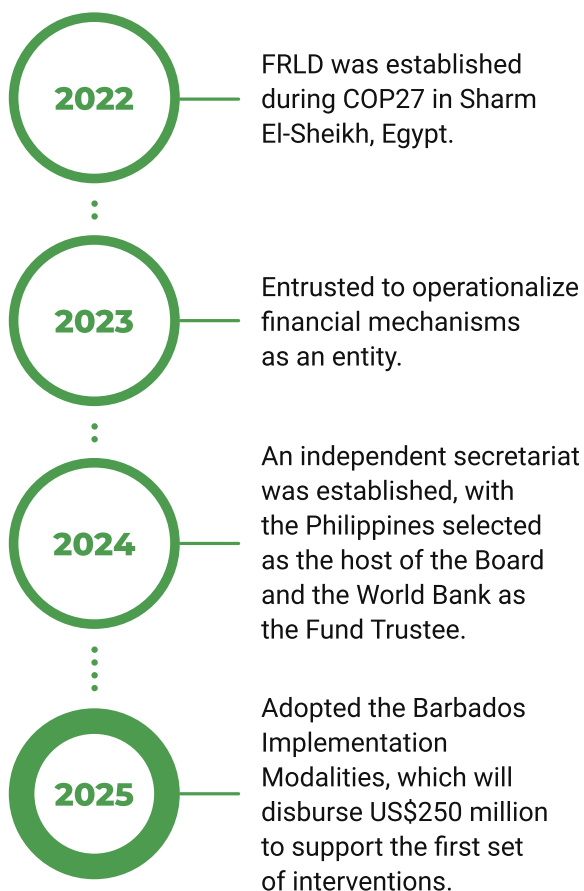 2022
FRLD was established
during COP27 in Sharm
El-Sheikh, Egypt.
2023
Entrusted to operationalize
financial mechanisms
as an entity.
2024
An independent secretariat
was established, with
the Philippines selected
as the host of the Board
and the World Bank as
the Fund Trustee.
2025
Adopted the Barbados
Implementation
Modalities, which will
disburse US$250 million
to support the first set
of interventions.